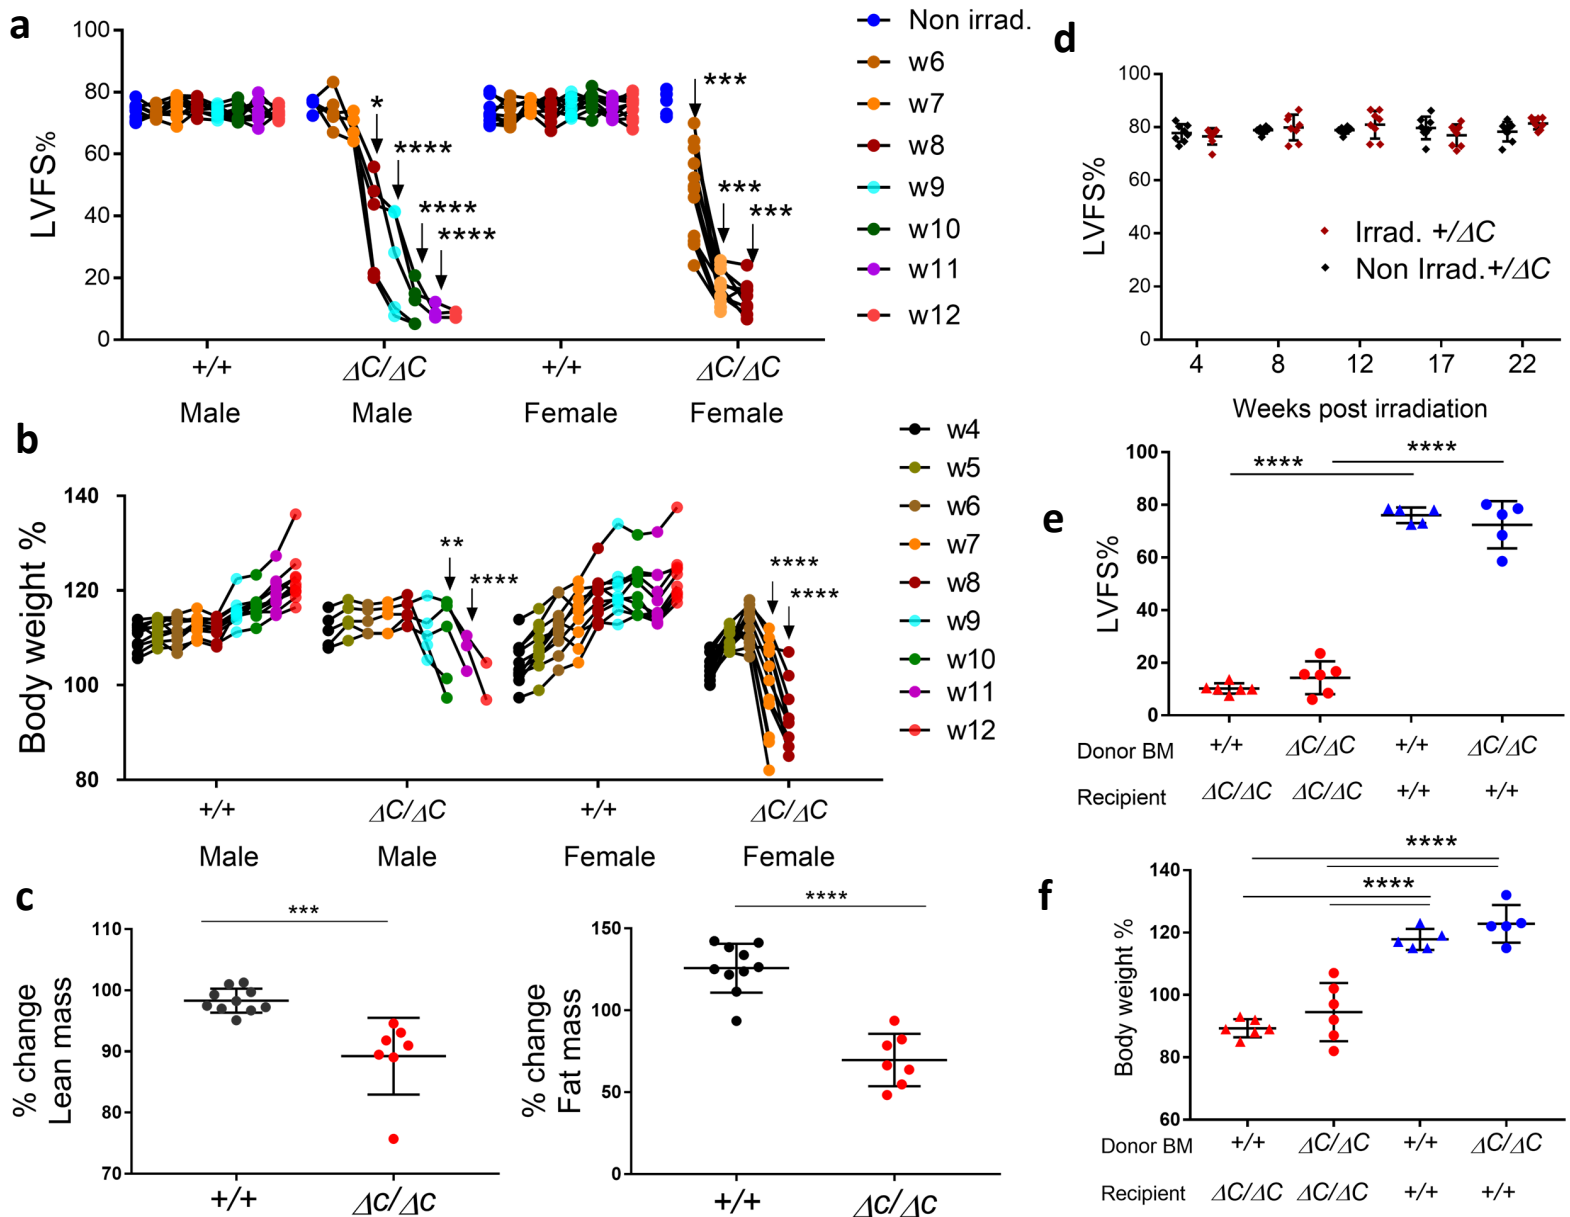 a
LVFS%
100
80
60
40
20
0
*
****
****
****
***
***
***
+/+
ΔC/ΔC
+/+
ΔC/ΔC
Male
Male
Female
Female
Non irrad.
w6
w7
w8
w9
w10
w11
w12
d
LVFS%
100
80
60
40
20
0
Irrad. +/ΔC
Non Irrad.+/ΔC
4
8
12
17
22
Weeks post irradiation
b
Body weight %
140
120
100
80
**
****
****
****
+/+
ΔC/ΔC
+/+
ΔC/ΔC
Male
Male
Female
Female
w4
w5
w6
w7
w8
w9
w10
w11
w12
e
LVFS%
100
80
60
40
20
0
****
****
Donor BM
+/+
ΔC/ΔC
+/+
ΔC/ΔC
Recipient
ΔC/ΔC
ΔC/ΔC
+/+
+/+
c
% change
Lean mass
110
100
90
80
70
***
+/+
ΔC/ΔC
% change
Fat mass
150
100
50
0
****
+/+
ΔC/ΔC
f
Body weight %
140
120
100
80
60
****
****
Donor BM
+/+
ΔC/ΔC
+/+
ΔC/ΔC
Recipient
ΔC/ΔC
ΔC/ΔC
+/+
+/+